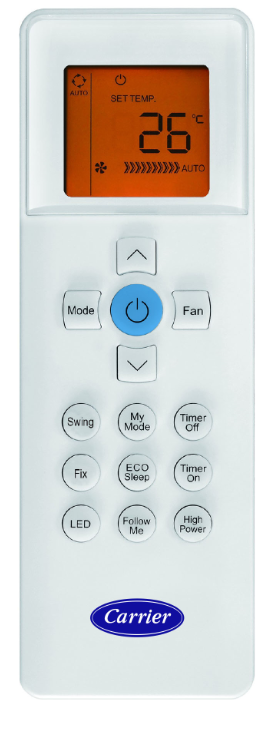 AUTO
SET TEMP.
26 °C
AUTO
Mode
Fan
Swing
My Mode
Timer Off
Fix
ECO Sleep
Timer On
LED
Follow Me
High Power
Carrier